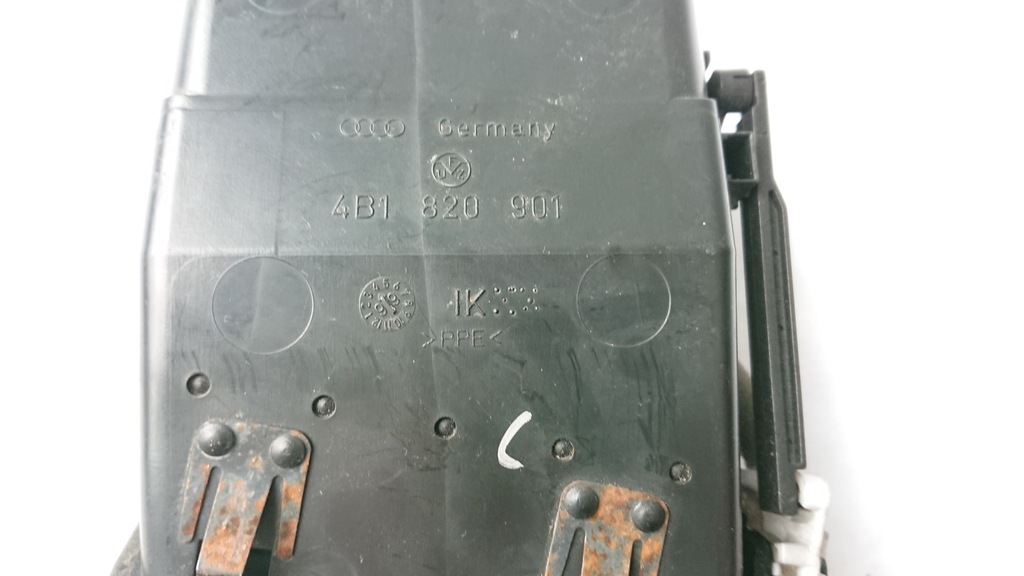 Germany
4B1 820 901
IK
>PPE<